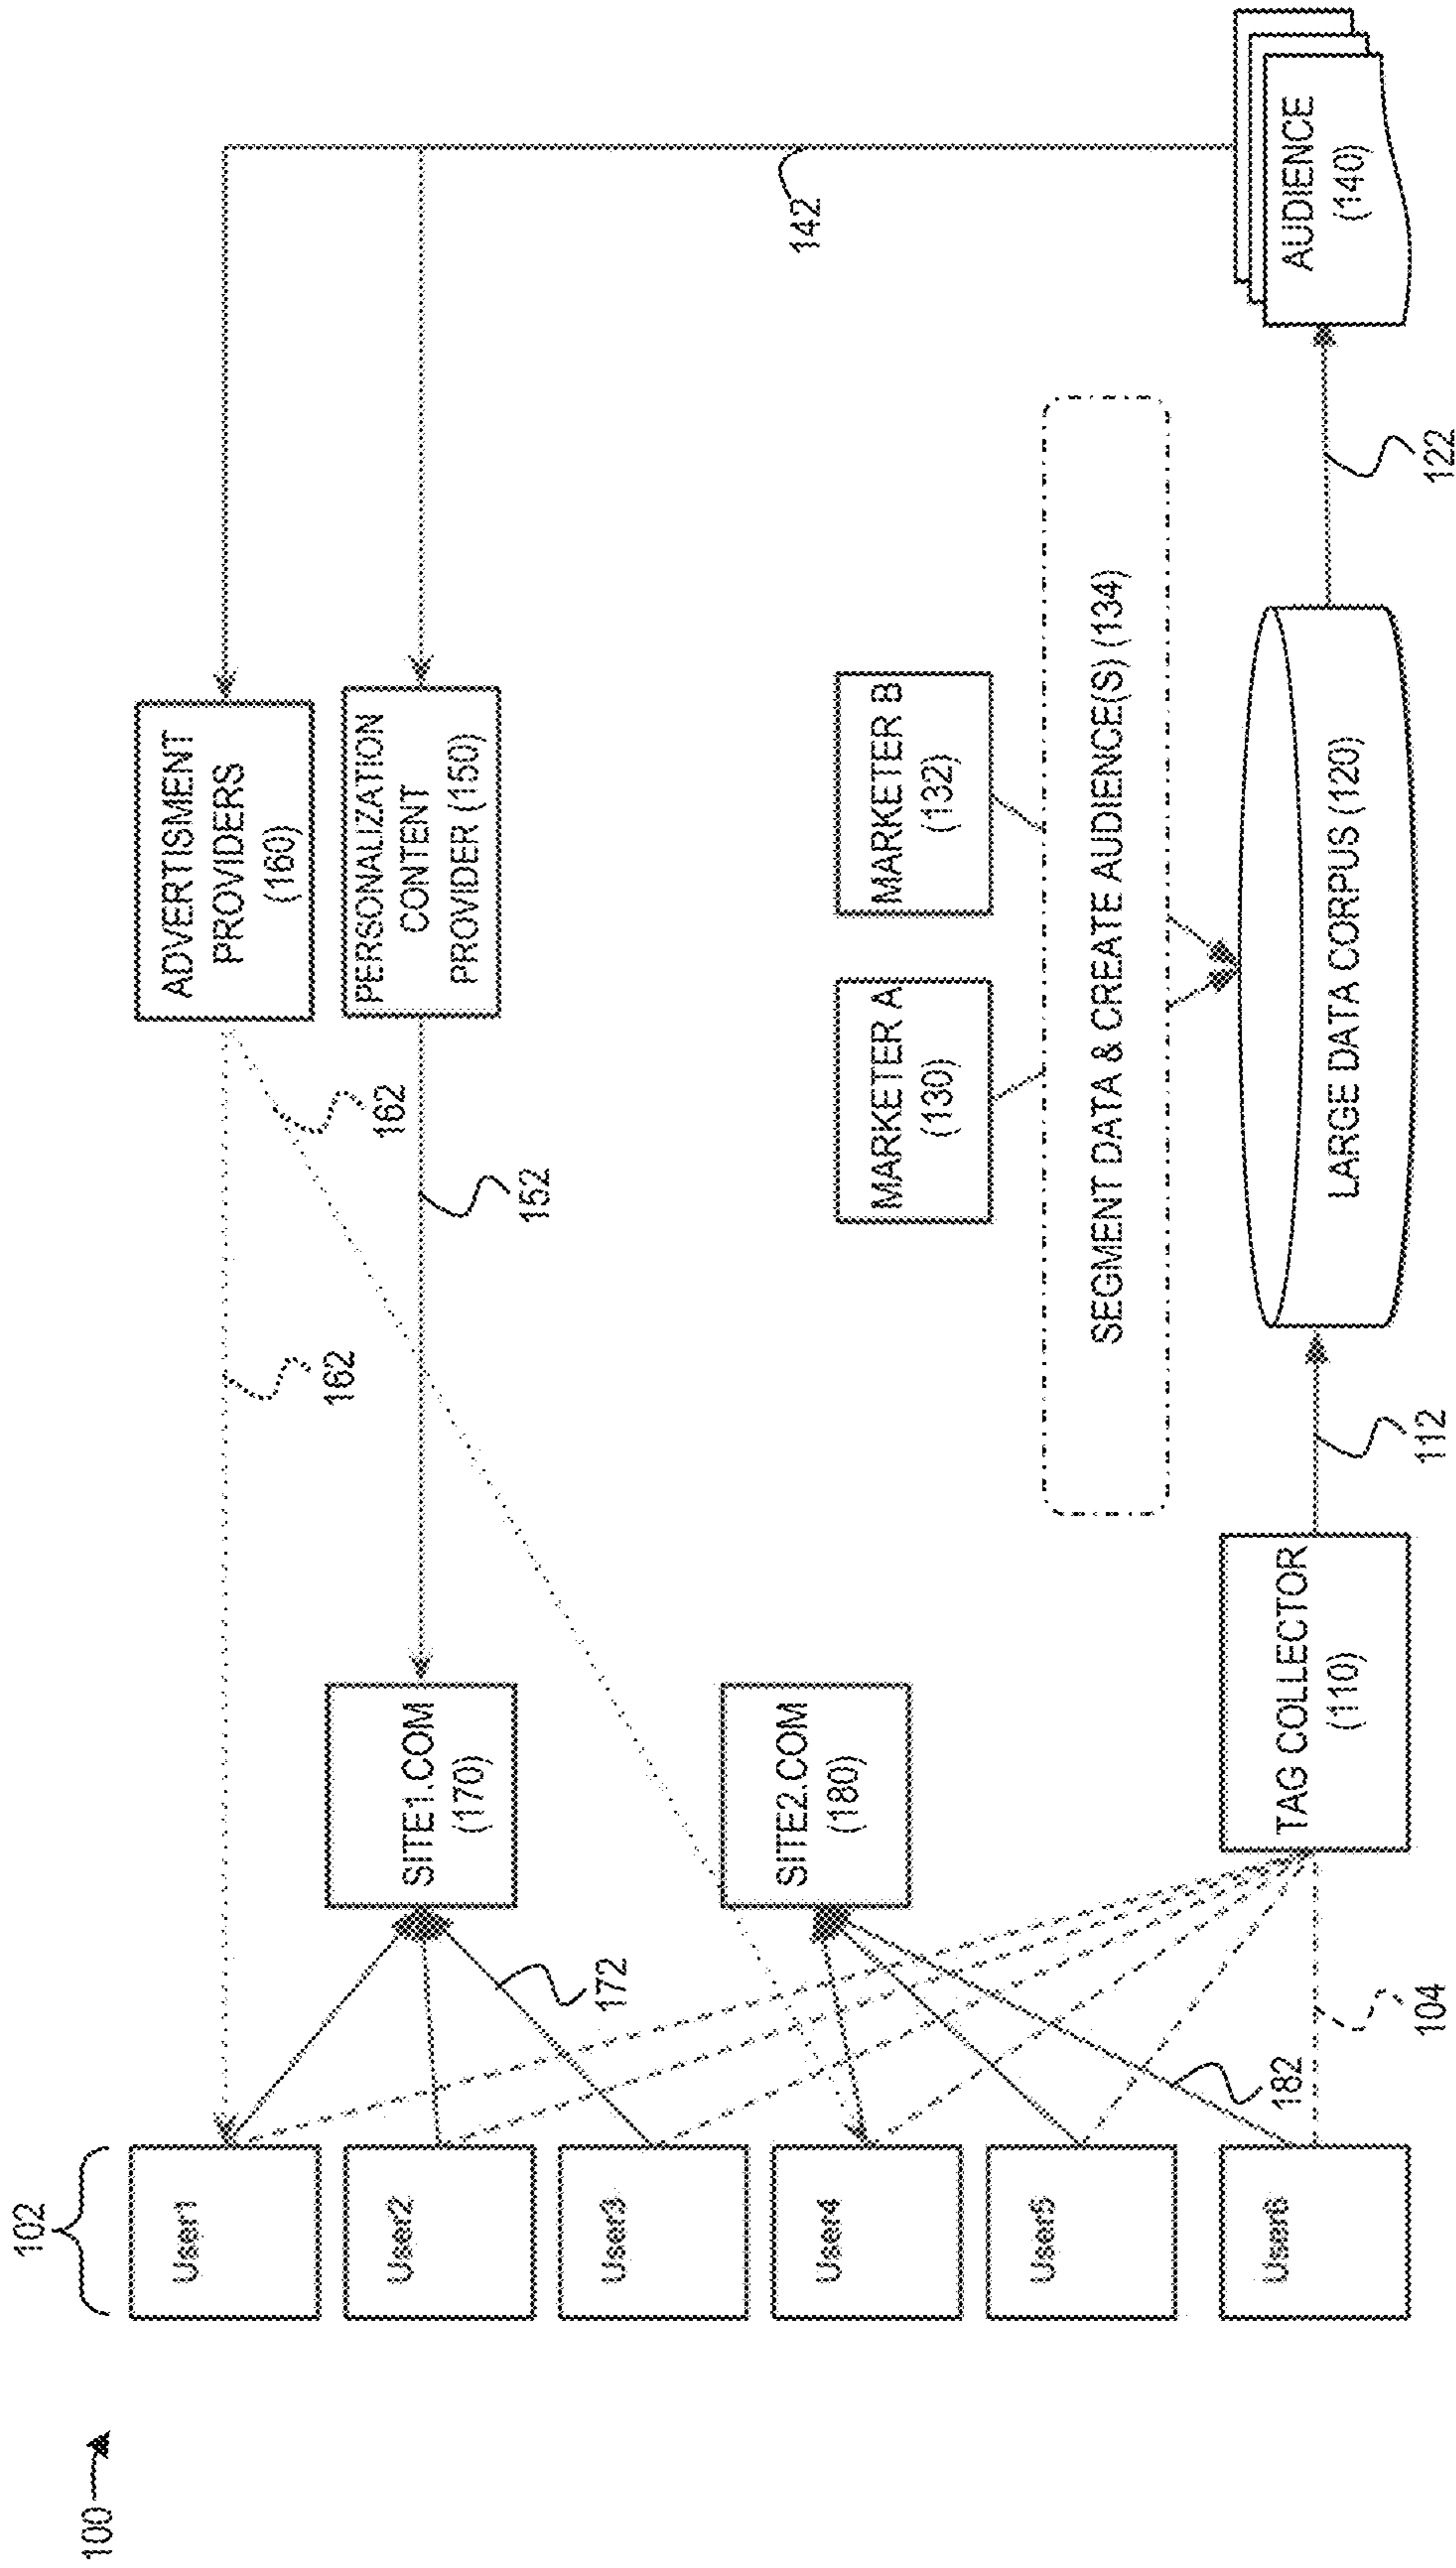 100
102
User1
User2
User3
User4
User5
User6
162
162
152
172
182
104
SITE1.COM
(170)
SITE2.COM
(180)
ADVERTISMENT
PROVIDERS
(160)
PERSONALIZATION
CONTENT
PROVIDER (150)
142
MARKETER A
(130)
MARKETER B
(132)
SEGMENT DATA & CREATE AUDIENCE(S) (134)
TAG COLLECTOR
(110)
112
LARGE DATA CORPUS (120)
122
AUDIENCE
(140)